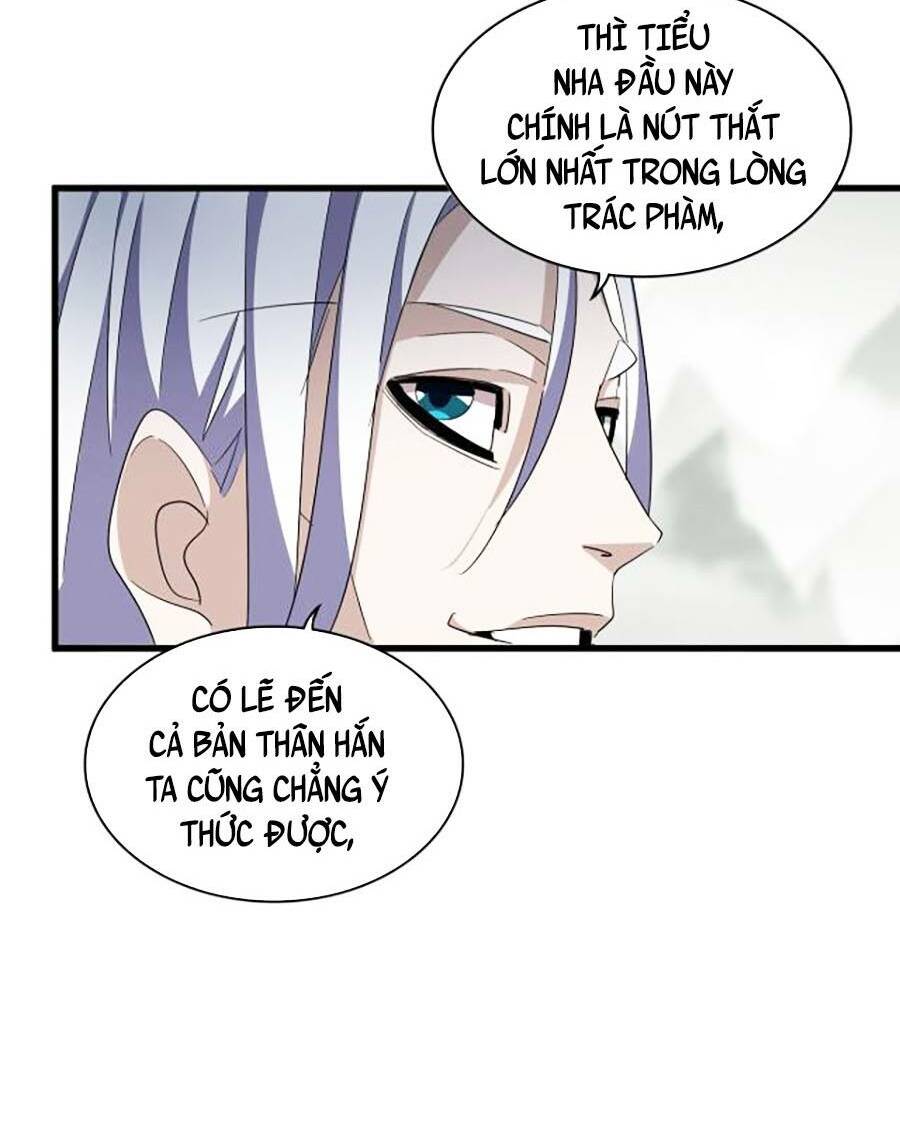 THÌ TIỂU
NHA ĐẦU NÀY
CHÍNH LÀ NÚT THẮT
LỚN NHẤT TRONG LÒNG
TRÁC PHÀM,
CÓ LẼ ĐẾN
CẢ BẢN THÂN HẮN
TA CŨNG CHẲNG Ý
THỨC ĐƯỢC,